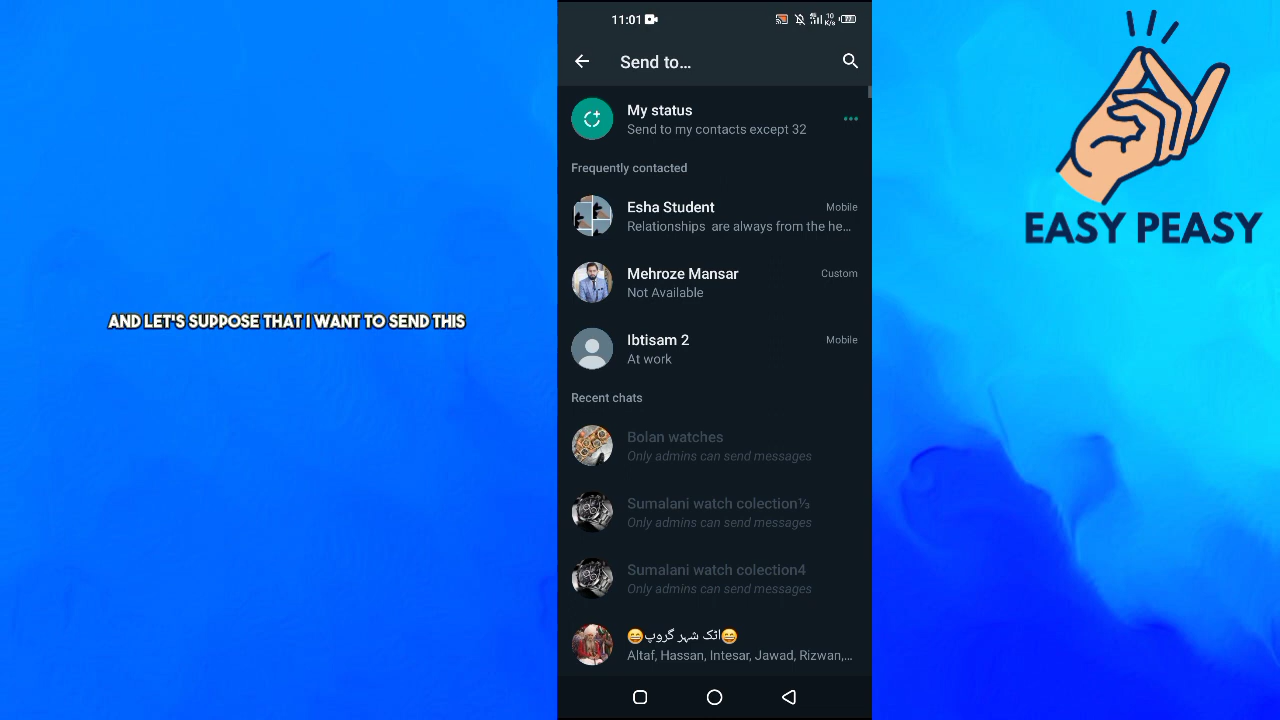 11:01
10
K/s
77
Send to...
My status
Send to my contacts except 32
Frequently contacted
Esha Student
Mobile
Relationships are always from the he...
Mehroze Mansar
Custom
Not Available
Ibtisam 2
Mobile
At work
Recent chats
Bolan watches
Only admins can send messages
Sumalani watch colection⅓
Only admins can send messages
Sumalani watch colection4
Only admins can send messages
😄اٹک شہر گروپ😄
Altaf, Hassan, Intesar, Jawad, Rizwan,...
AND LET'S SUPPOSE THAT I WANT TO SEND THIS
EASY PEASY